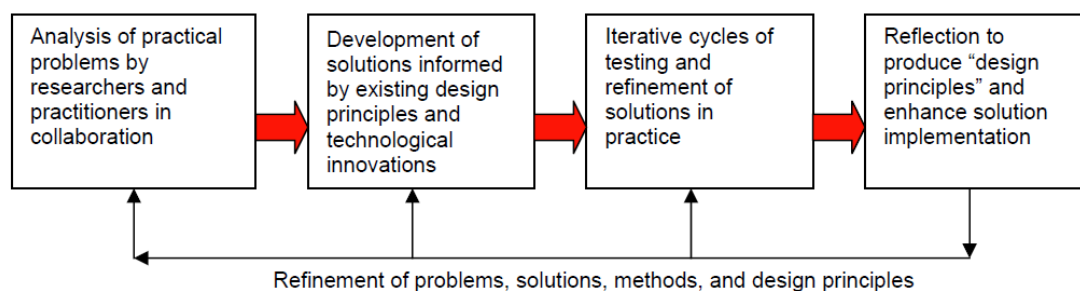 Analysis of practical
problems by
researchers and
practitioners in
collaboration
Development of
solutions informed
by existing design
principles and
technological
innovations
Iterative cycles of
testing and
refinement of
solutions in
practice
Reflection to
produce “design
principles” and
enhance solution
implementation
Refinement of problems, solutions, methods, and design principles